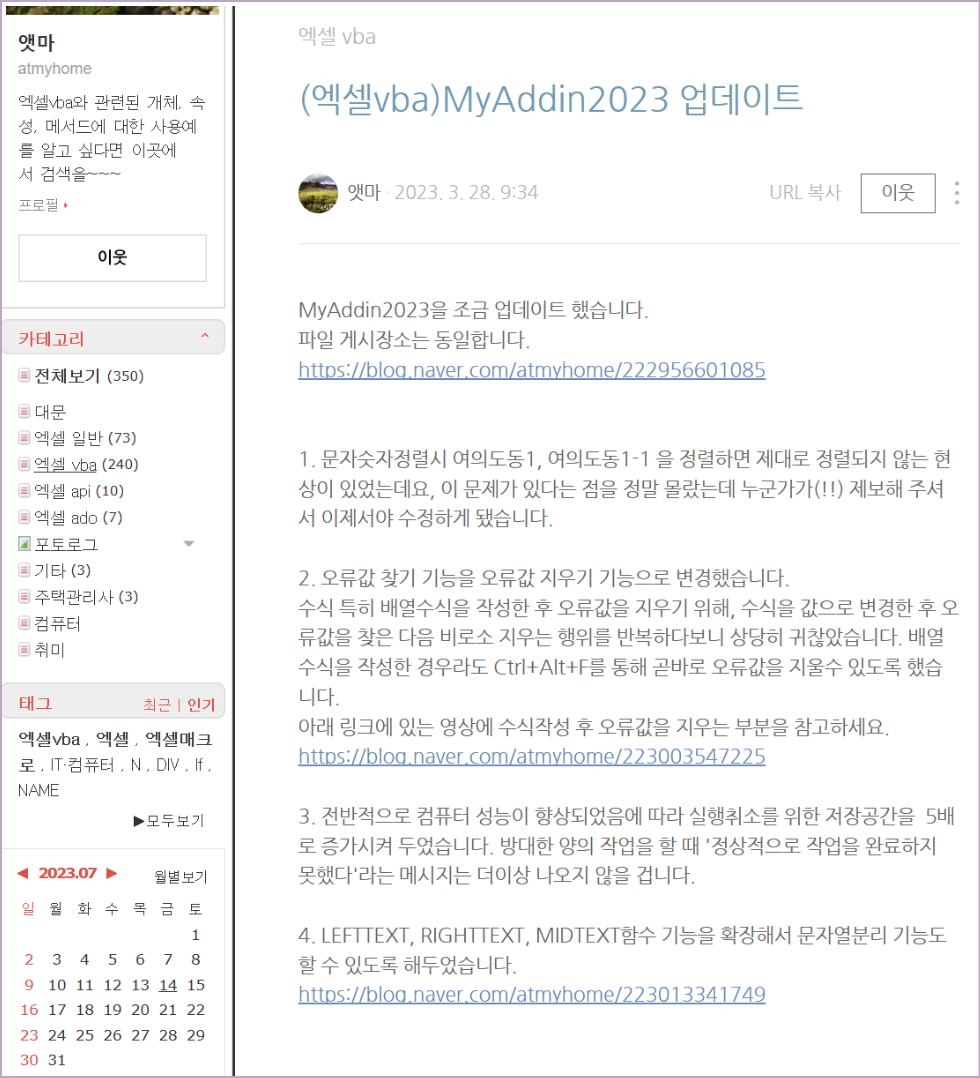 앳마
atmyhome
엑셀vba와 관련된 개체, 속
성, 메서드에 대한 사용예
를 알고 싶다면 이곳에
서 검색을~~~
프로필
이웃
카테고리
전체보기 (350)
대문
엑셀 일반 (73)
엑셀 vba (240)
엑셀 api (10)
엑셀 ado (7)
포토로그
기타 (3)
주택관리사 (3)
컴퓨터
취미
태그
최근 | 인기
엑셀vba , 엑셀 , 엑셀매크
로 , IT·컴퓨터 , N , DIV , If ,
NAME
▶모두보기
◀ 2023.07 ▶ 월별보기
일 월 화 수 목 금 토
1
2 3 4 5 6 7 8
9 10 11 12 13 14 15
16 17 18 19 20 21 22
23 24 25 26 27 28 29
30 31
엑셀 vba
(엑셀vba)MyAddin2023 업데이트
앳마 · 2023. 3. 28. 9:34
URL 복사
이웃
MyAddin2023을 조금 업데이트 했습니다.
파일 게시장소는 동일합니다.
https://blog.naver.com/atmyhome/222956601085
1. 문자숫자정렬시 여의도동1, 여의도동1-1 을 정렬하면 제대로 정렬되지 않는 현
상이 있었는데요, 이 문제가 있다는 점을 정말 몰랐는데 누군가가(!!) 제보해 주셔
서 이제서야 수정하게 됐습니다.
2. 오류값 찾기 기능을 오류값 지우기 기능으로 변경했습니다.
수식 특히 배열수식을 작성한 후 오류값을 지우기 위해, 수식을 값으로 변경한 후 오
류값을 찾은 다음 비로소 지우는 행위를 반복하다보니 상당히 귀찮았습니다. 배열
수식을 작성한 경우라도 Ctrl+Alt+F를 통해 곧바로 오류값을 지울수 있도록 했습
니다.
아래 링크에 있는 영상에 수식작성 후 오류값을 지우는 부분을 참고하세요.
https://blog.naver.com/atmyhome/223003547225
3. 전반적으로 컴퓨터 성능이 향상되었음에 따라 실행취소를 위한 저장공간을 5배
로 증가시켜 두었습니다. 방대한 양의 작업을 할 때 '정상적으로 작업을 완료하지
못했다'라는 메시지는 더이상 나오지 않을 겁니다.
4. LEFTTEXT, RIGHTTEXT, MIDTEXT함수 기능을 확장해서 문자열분리 기능도
할 수 있도록 해두었습니다.
https://blog.naver.com/atmyhome/223013341749